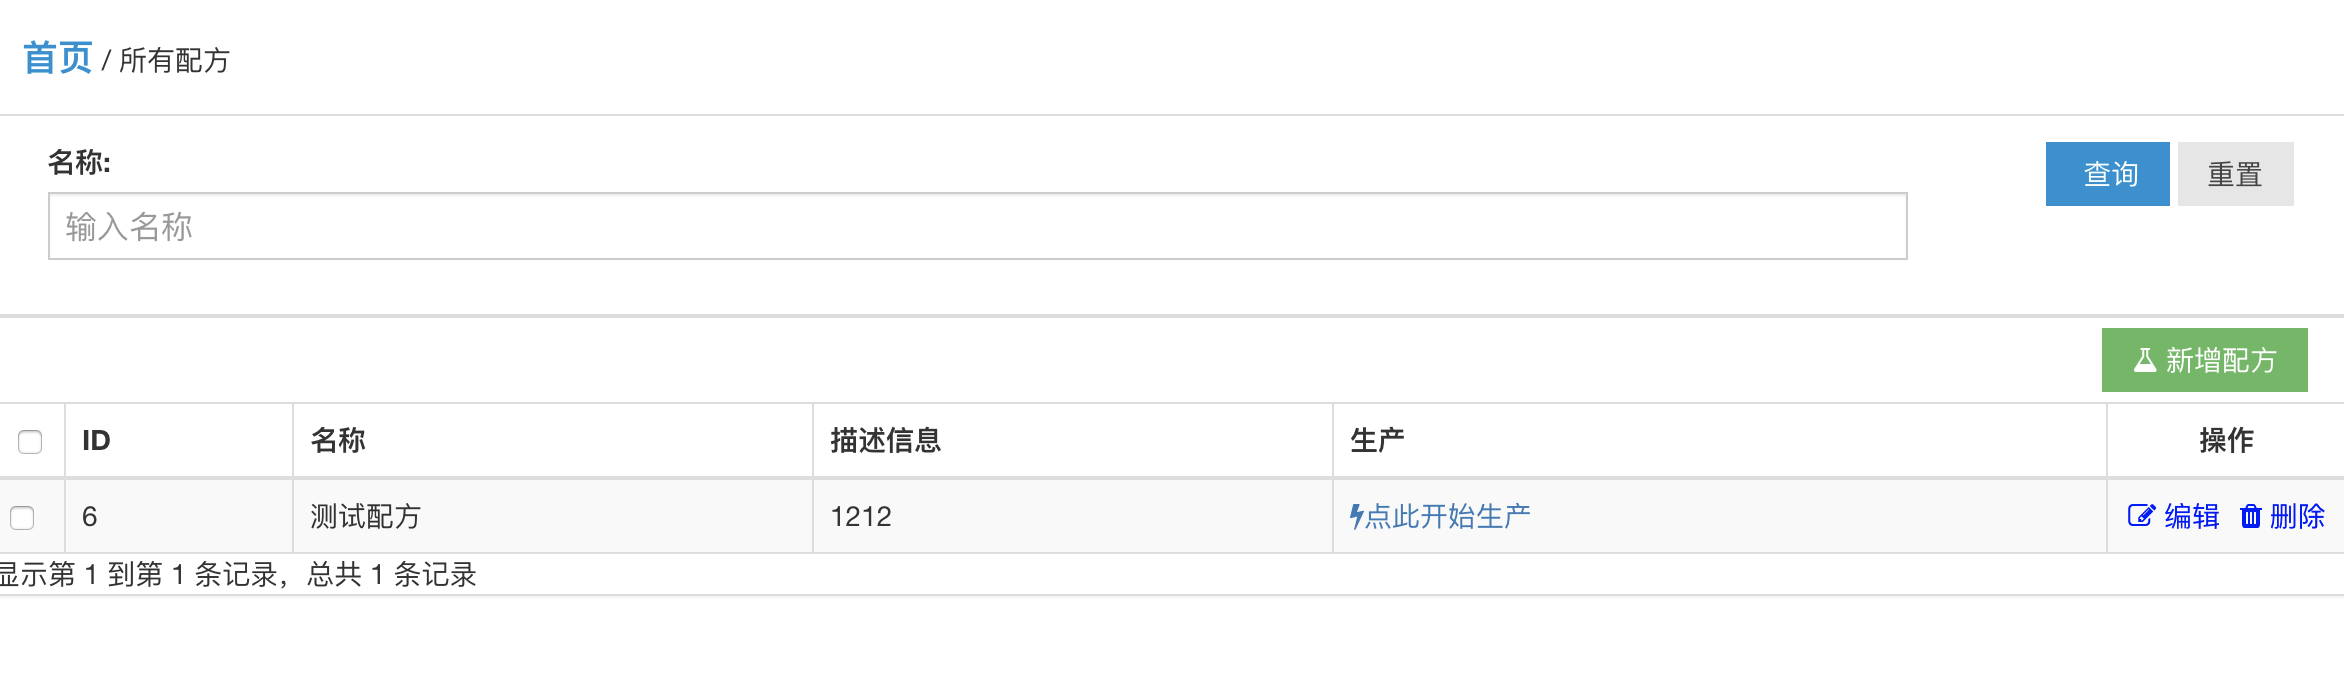 首页 / 所有配方
名称:
查询 重置
输入名称
新增配方
ID 名称 描述信息 生产 操作
6 测试配方 1212 点此开始生产 编辑 删除
显示第 1 到第 1 条记录，总共 1 条记录